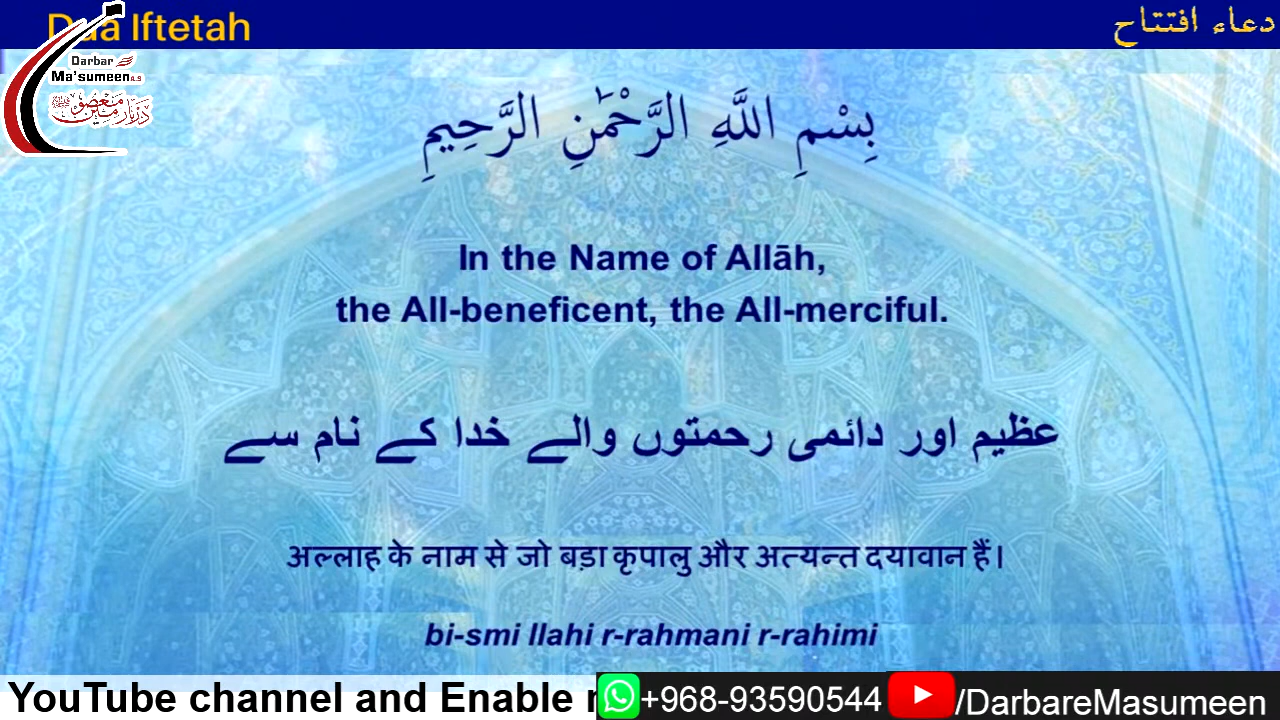 Dua Iftetah
دعاء افتتاح
Darbar
Ma'sumeen a.s
بِسْمِ اللَّهِ الرَّحْمَٰنِ الرَّحِيمِ
In the Name of Allāh,
the All-beneficent, the All-merciful.
عظیم اور دائمی رحمتوں والے خدا کے نام سے
अल्लाह के नाम से जो बड़ा कृपालु और अत्यन्त दयावान हैं।
bi-smi llahi r-rahmani r-rahimi
YouTube channel and Enable
+968-93590544
/DarbareMasumeen